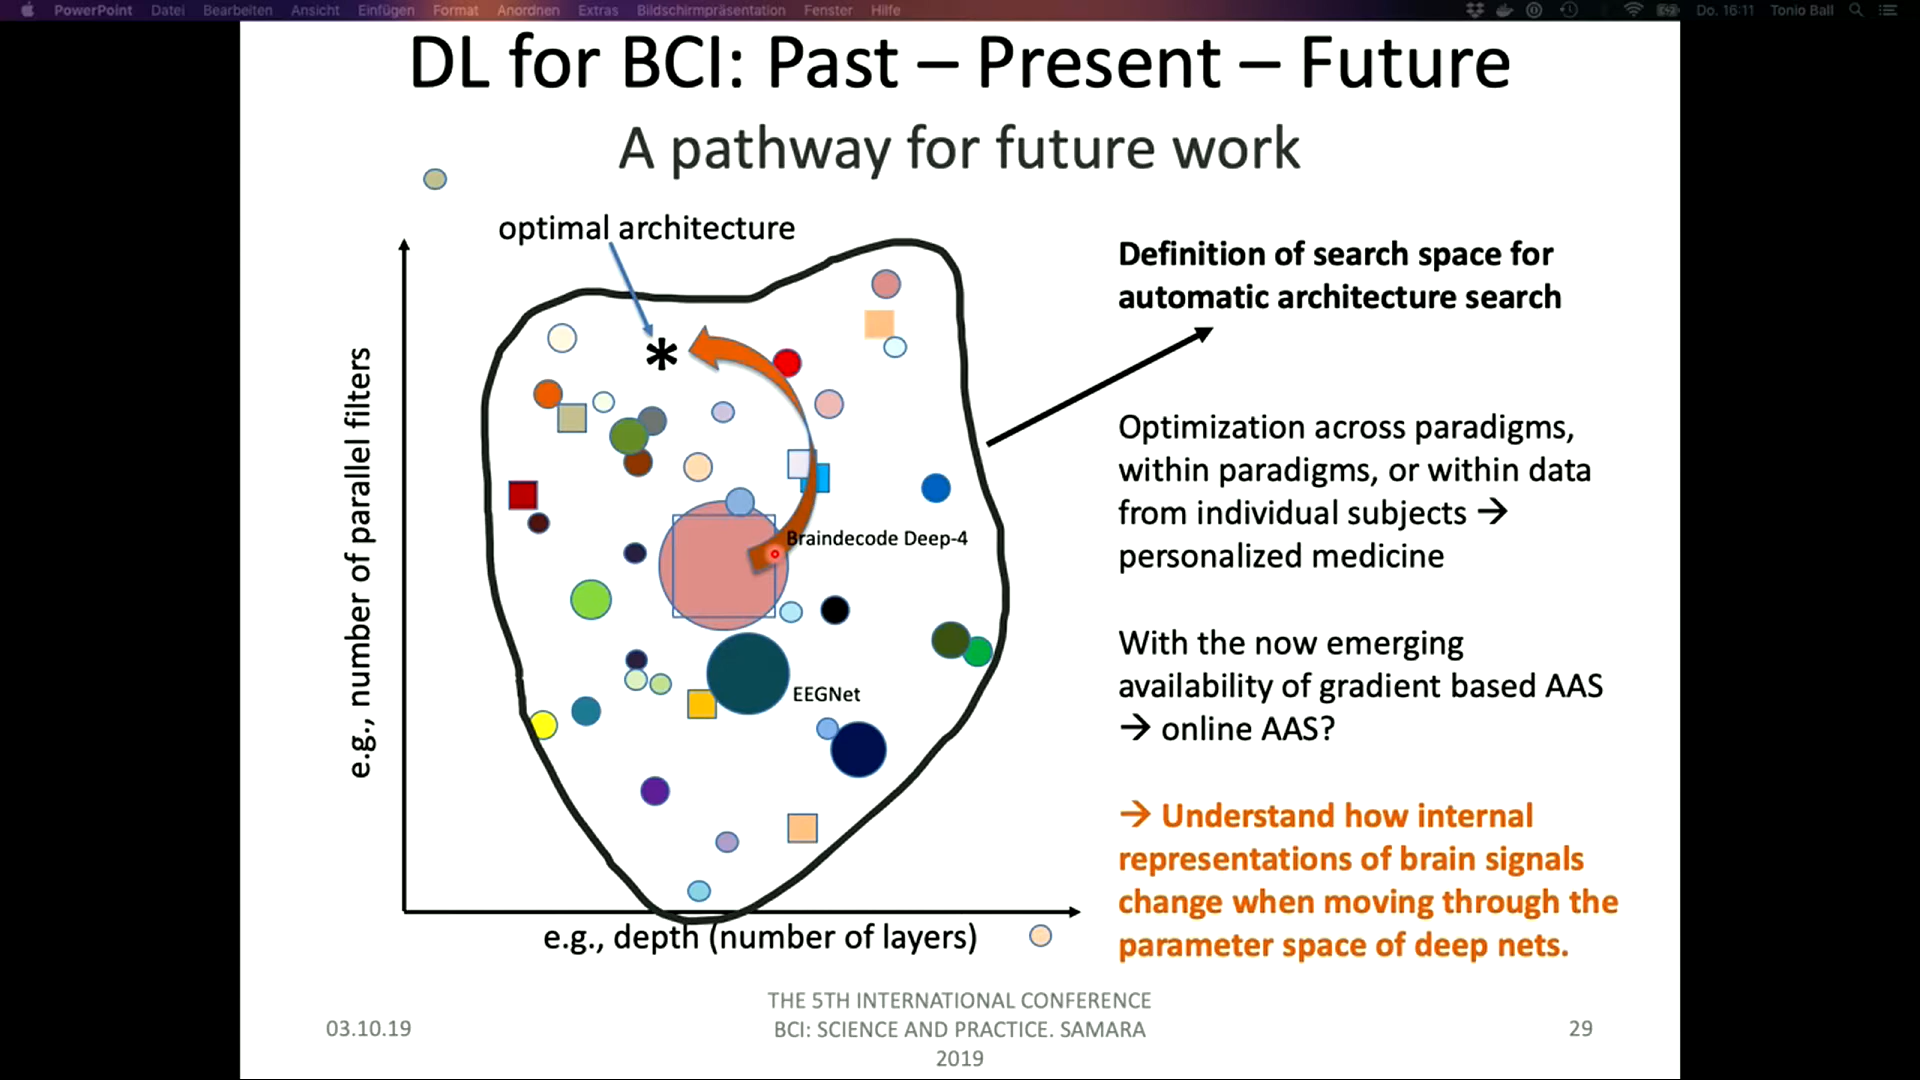 PowerPoint Datei Bearbeiten Ansicht Einfügen Format Anordnen Extras Bildschirmpräsentation Fenster Hilfe Do. 16:11 Tonio Ball
DL for BCI: Past – Present – Future
A pathway for future work
optimal architecture
*
e.g., number of parallel filters
Braindecode Deep-4
EEGNet
e.g., depth (number of layers)
Definition of search space for
automatic architecture search
Optimization across paradigms,
within paradigms, or within data
from individual subjects →
personalized medicine
With the now emerging
availability of gradient based AAS
→ online AAS?
→ Understand how internal
representations of brain signals
change when moving through the
parameter space of deep nets.
03.10.19
THE 5TH INTERNATIONAL CONFERENCE
BCI: SCIENCE AND PRACTICE. SAMARA
2019
29